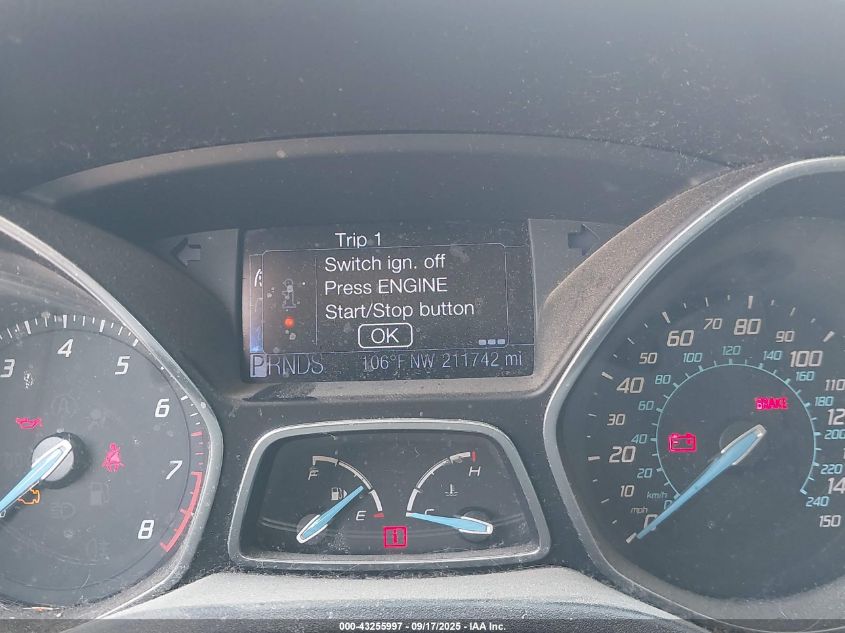 Trip 1
Switch ign. off
Press ENGINE
Start/Stop button
OK
PRNDS 106°F NW 211742 mi
3 4 5 6 7 8
F E
H C
mph 0 10 20 30 40 50 60 70 80 90 100 110 12 14 150
km/h 0 20 40 60 80 100 120 140 160 180 200 220 240
BRAKE
000-43255997 - 09/17/2025 - IAA Inc.